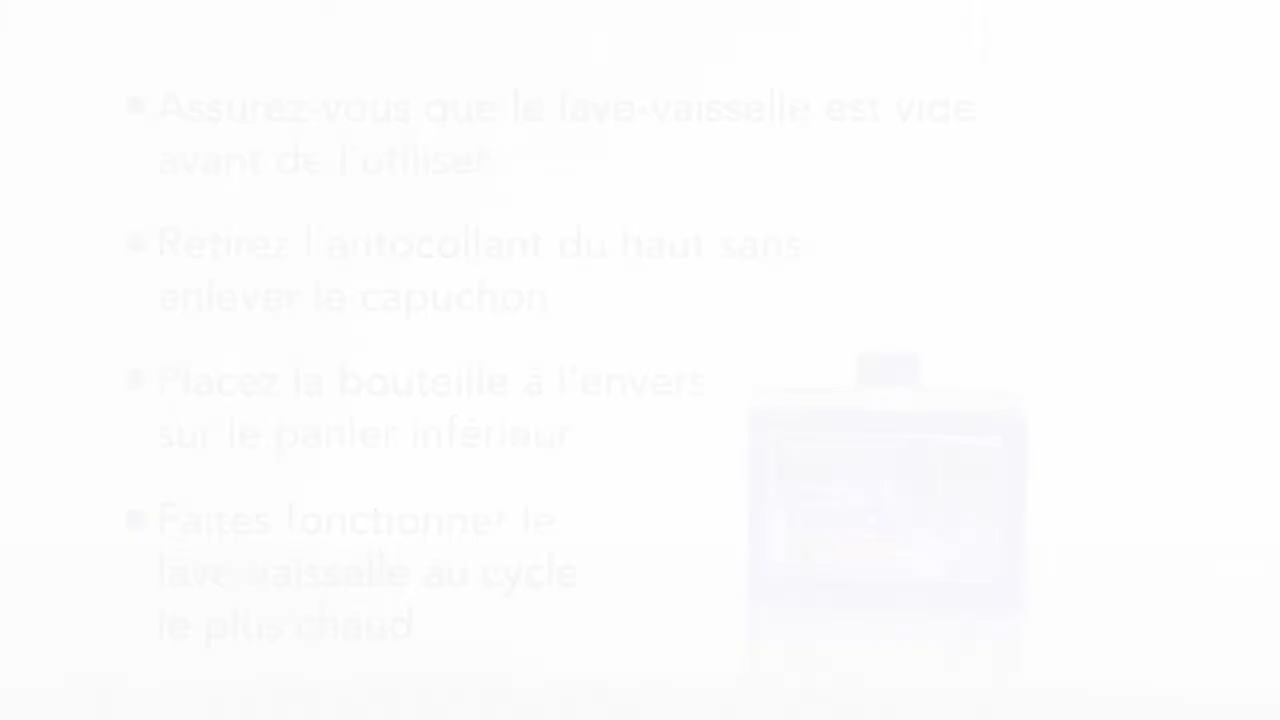 Assurez-vous que le lave-vaisselle est vide
avant de l'utiliser
Retirez l'autocollant du haut sans
enlever le capuchon
Placez la bouteille à l'envers
sur le panier inférieur
Faites fonctionner le
lave-vaisselle au cycle
le plus chaud